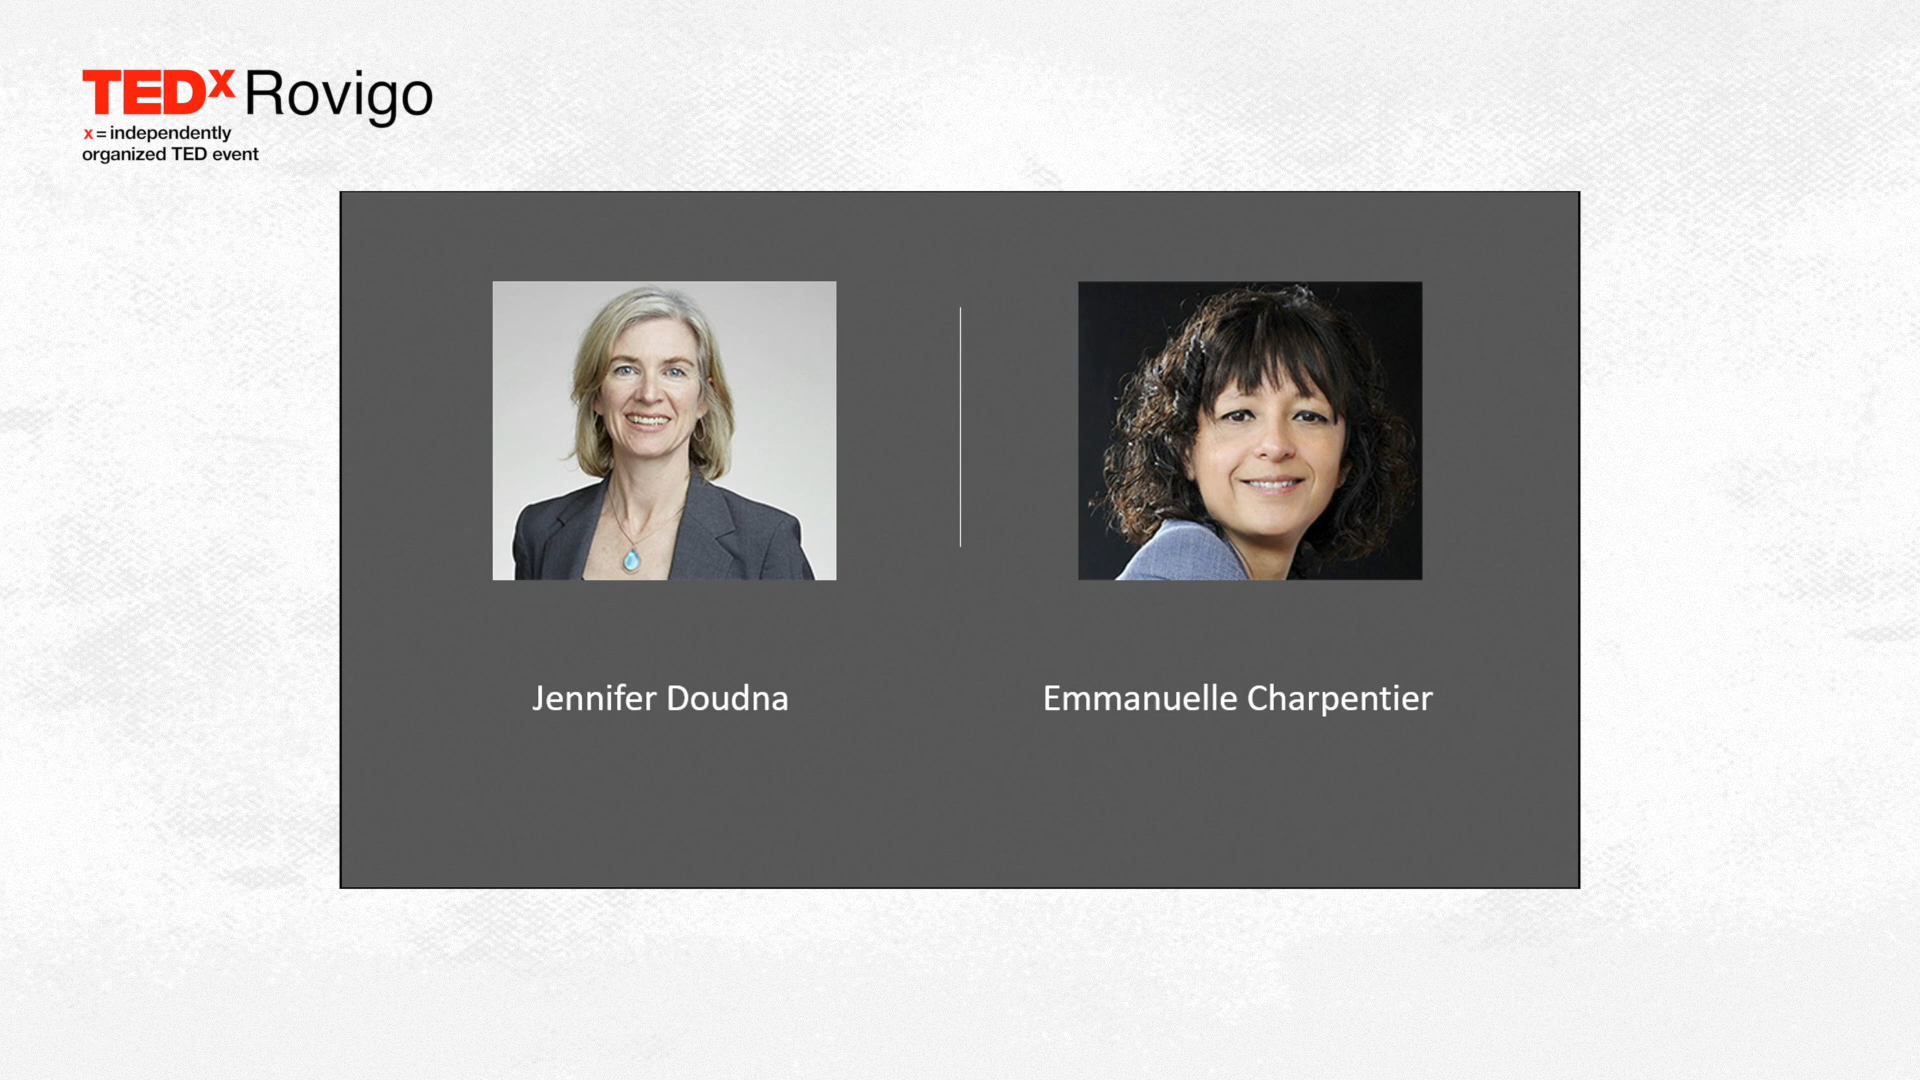 TEDx Rovigo
x = independently
organized TED event
Jennifer Doudna
Emmanuelle Charpentier